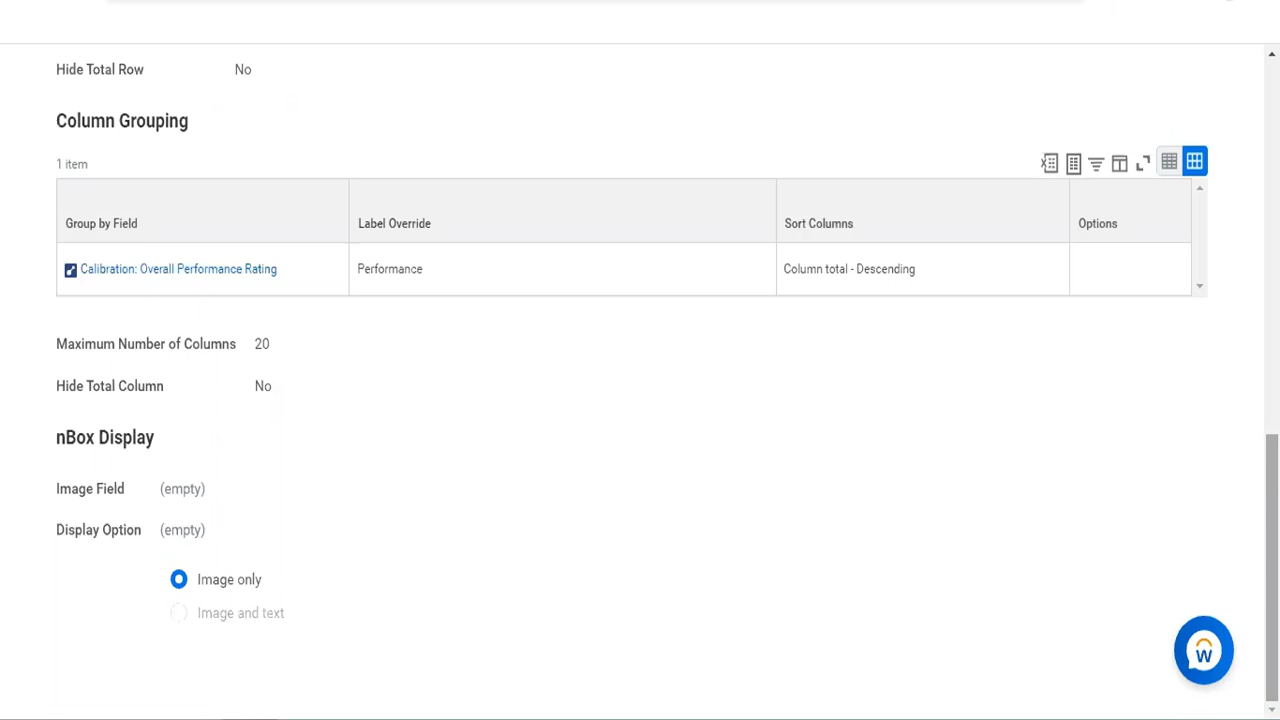 Hide Total Row No
Column Grouping
1 item
Group by Field Label Override Sort Columns Options
Calibration: Overall Performance Rating Performance Column total - Descending
Maximum Number of Columns 20
Hide Total Column No
nBox Display
Image Field (empty)
Display Option (empty)
Image only
Image and text
W